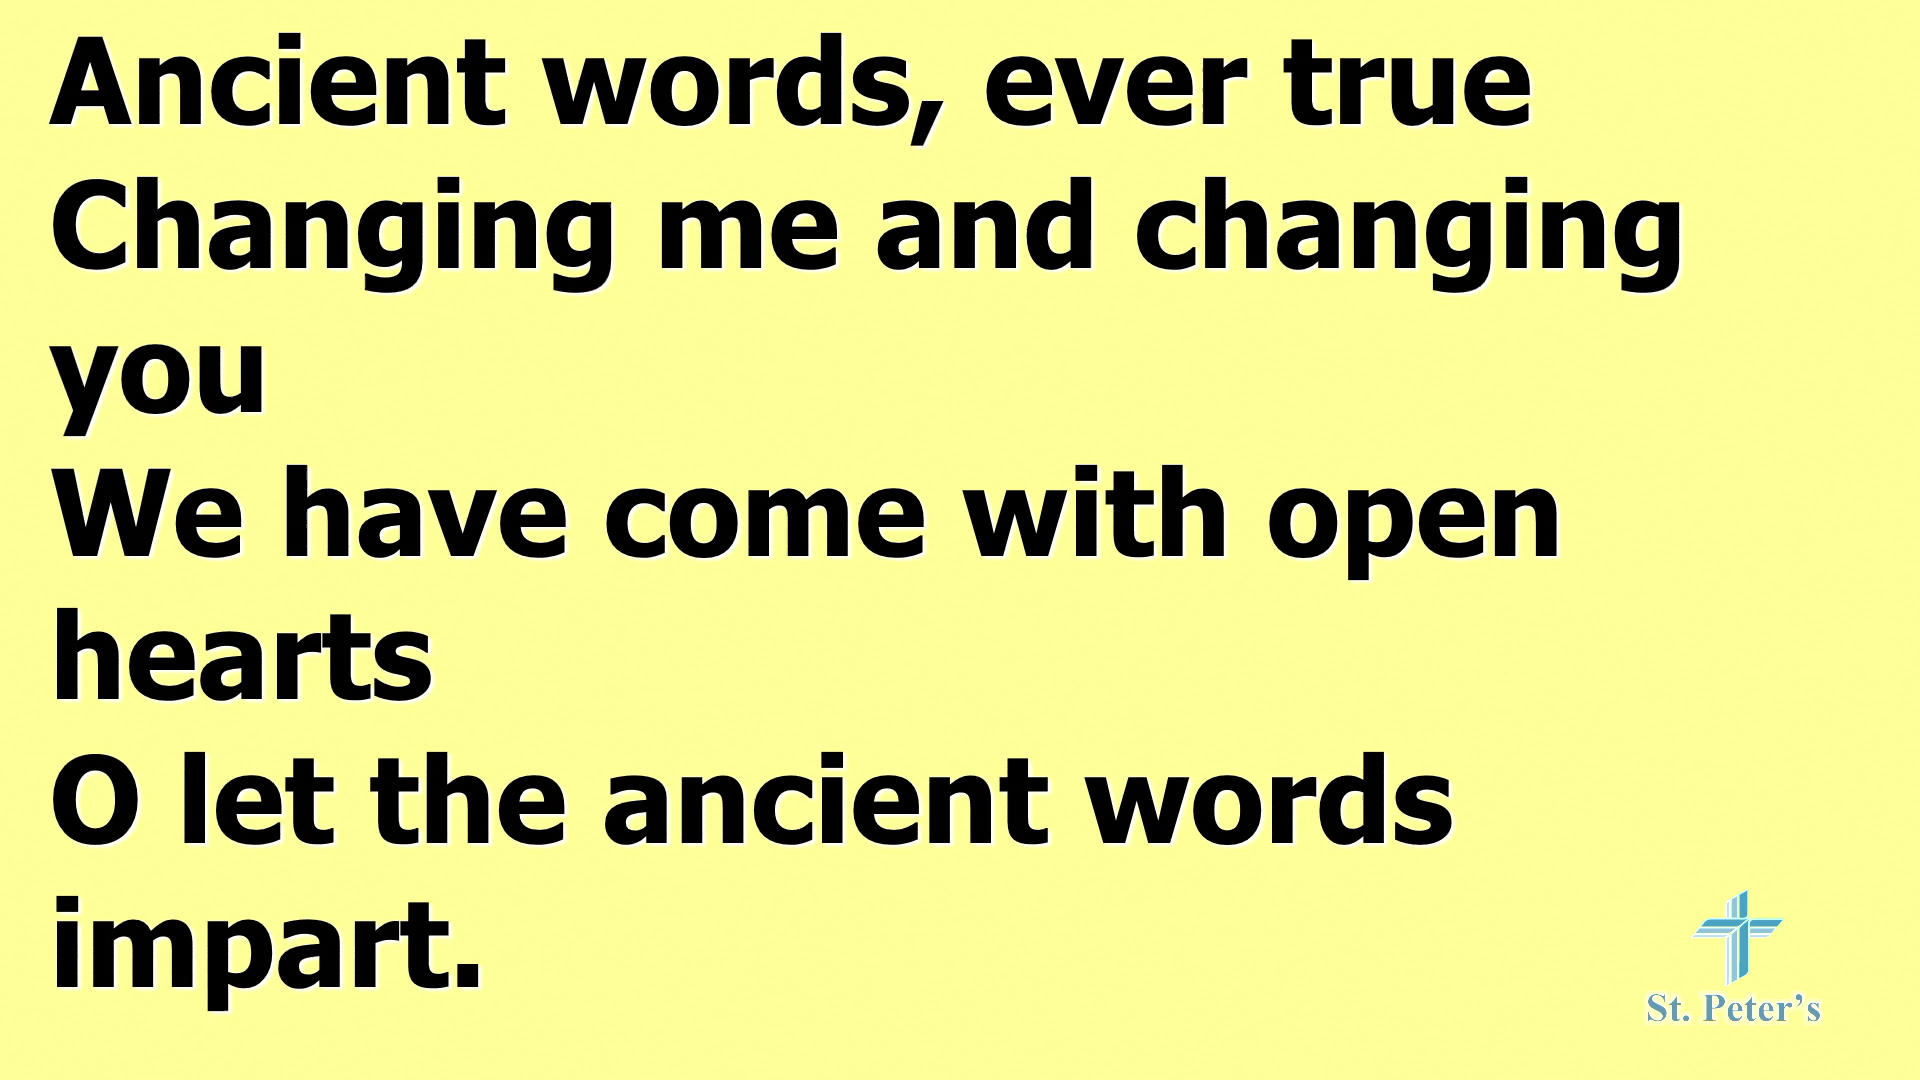 Ancient words, ever true
Changing me and changing
you
We have come with open
hearts
O let the ancient words
impart.
St. Peter’s